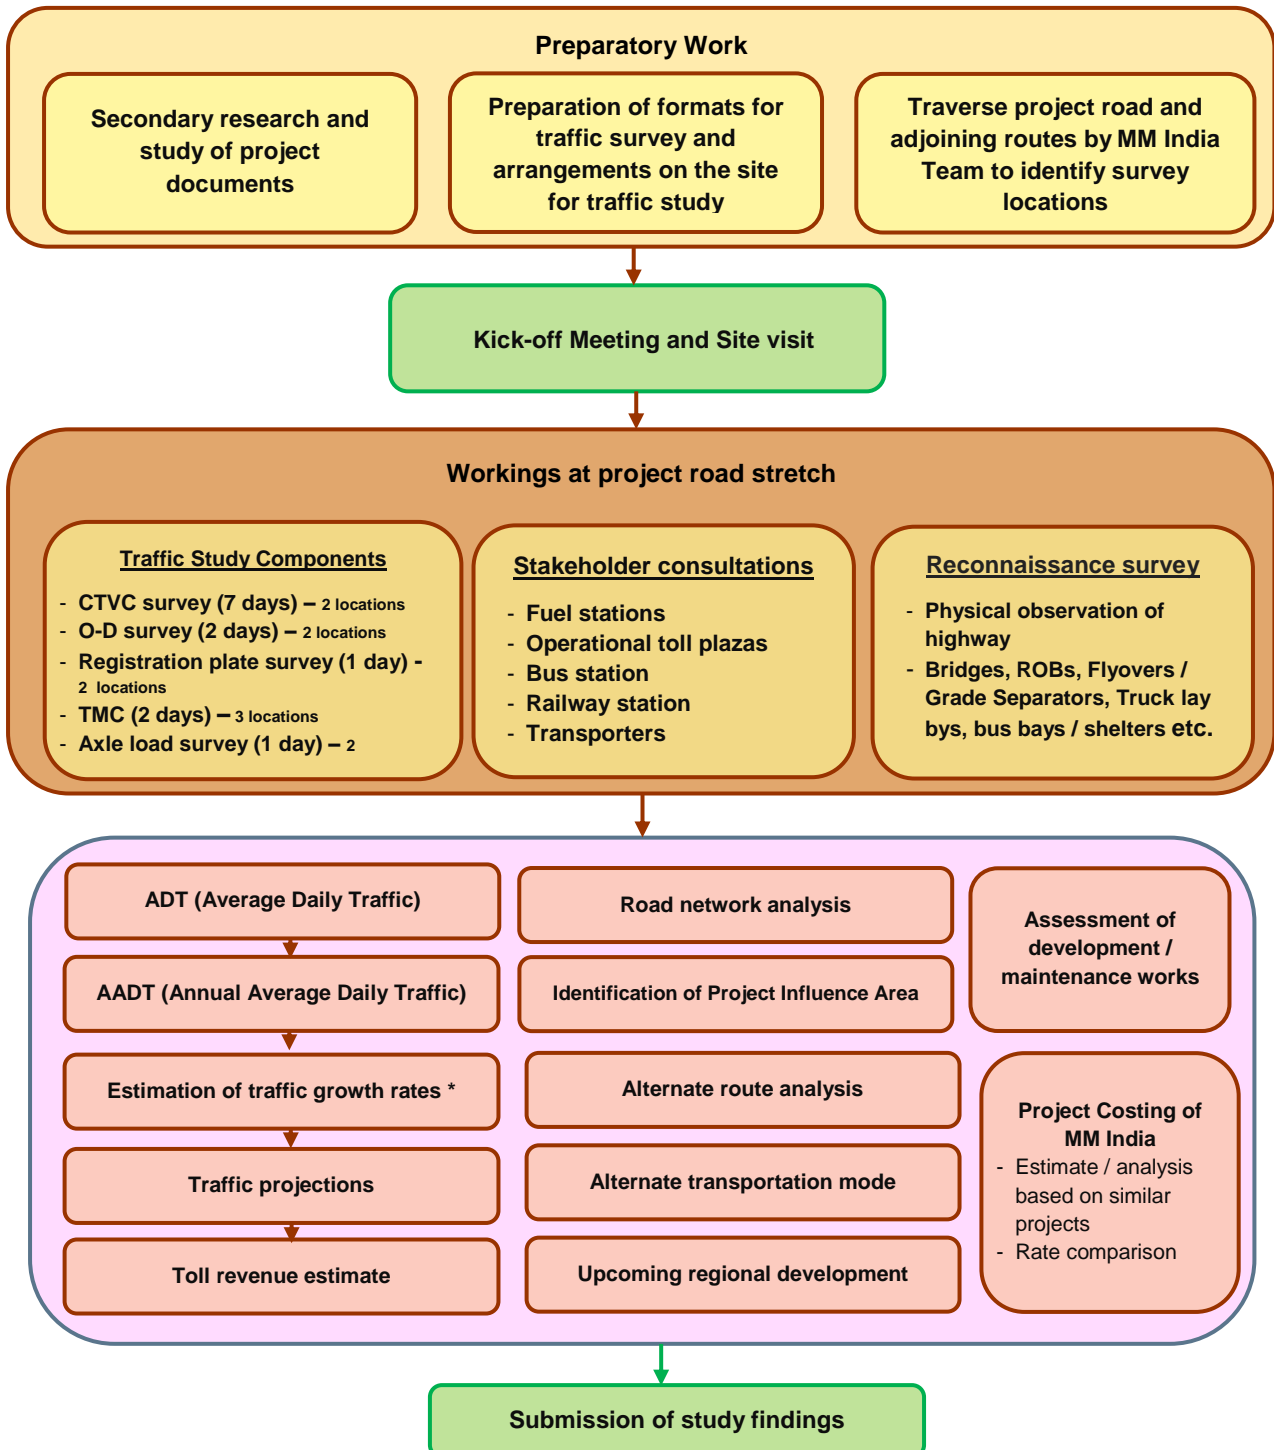 Preparatory Work
Secondary research and
study of project
documents
Preparation of formats for
traffic survey and
arrangements on the site
for traffic study
Traverse project road and
adjoining routes by MM India
Team to identify survey
locations
Kick-off Meeting and Site visit
Workings at project road stretch
Traffic Study Components
- CTVC survey (7 days) – 2 locations
- O-D survey (2 days) – 2 locations
- Registration plate survey (1 day) -
2 locations
- TMC (2 days) – 3 locations
- Axle load survey (1 day) – 2
Stakeholder consultations
- Fuel stations
- Operational toll plazas
- Bus station
- Railway station
- Transporters
Reconnaissance survey
- Physical observation of
highway
- Bridges, ROBs, Flyovers /
Grade Separators, Truck lay
bys, bus bays / shelters etc.
ADT (Average Daily Traffic)
AADT (Annual Average Daily Traffic)
Estimation of traffic growth rates *
Traffic projections
Toll revenue estimate
Road network analysis
Identification of Project Influence Area
Alternate route analysis
Alternate transportation mode
Upcoming regional development
Assessment of
development /
maintenance works
Project Costing of
MM India
- Estimate / analysis
based on similar
projects
- Rate comparison
Submission of study findings